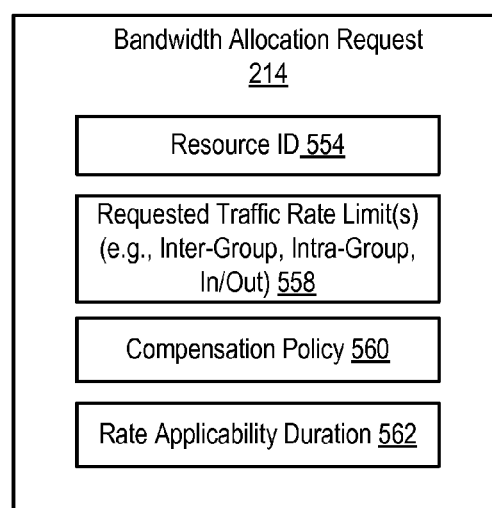 Bandwidth Allocation Request
214
Resource ID 554
Requested Traffic Rate Limit(s)
(e.g., Inter-Group, Intra-Group,
In/Out) 558
Compensation Policy 560
Rate Applicability Duration 562